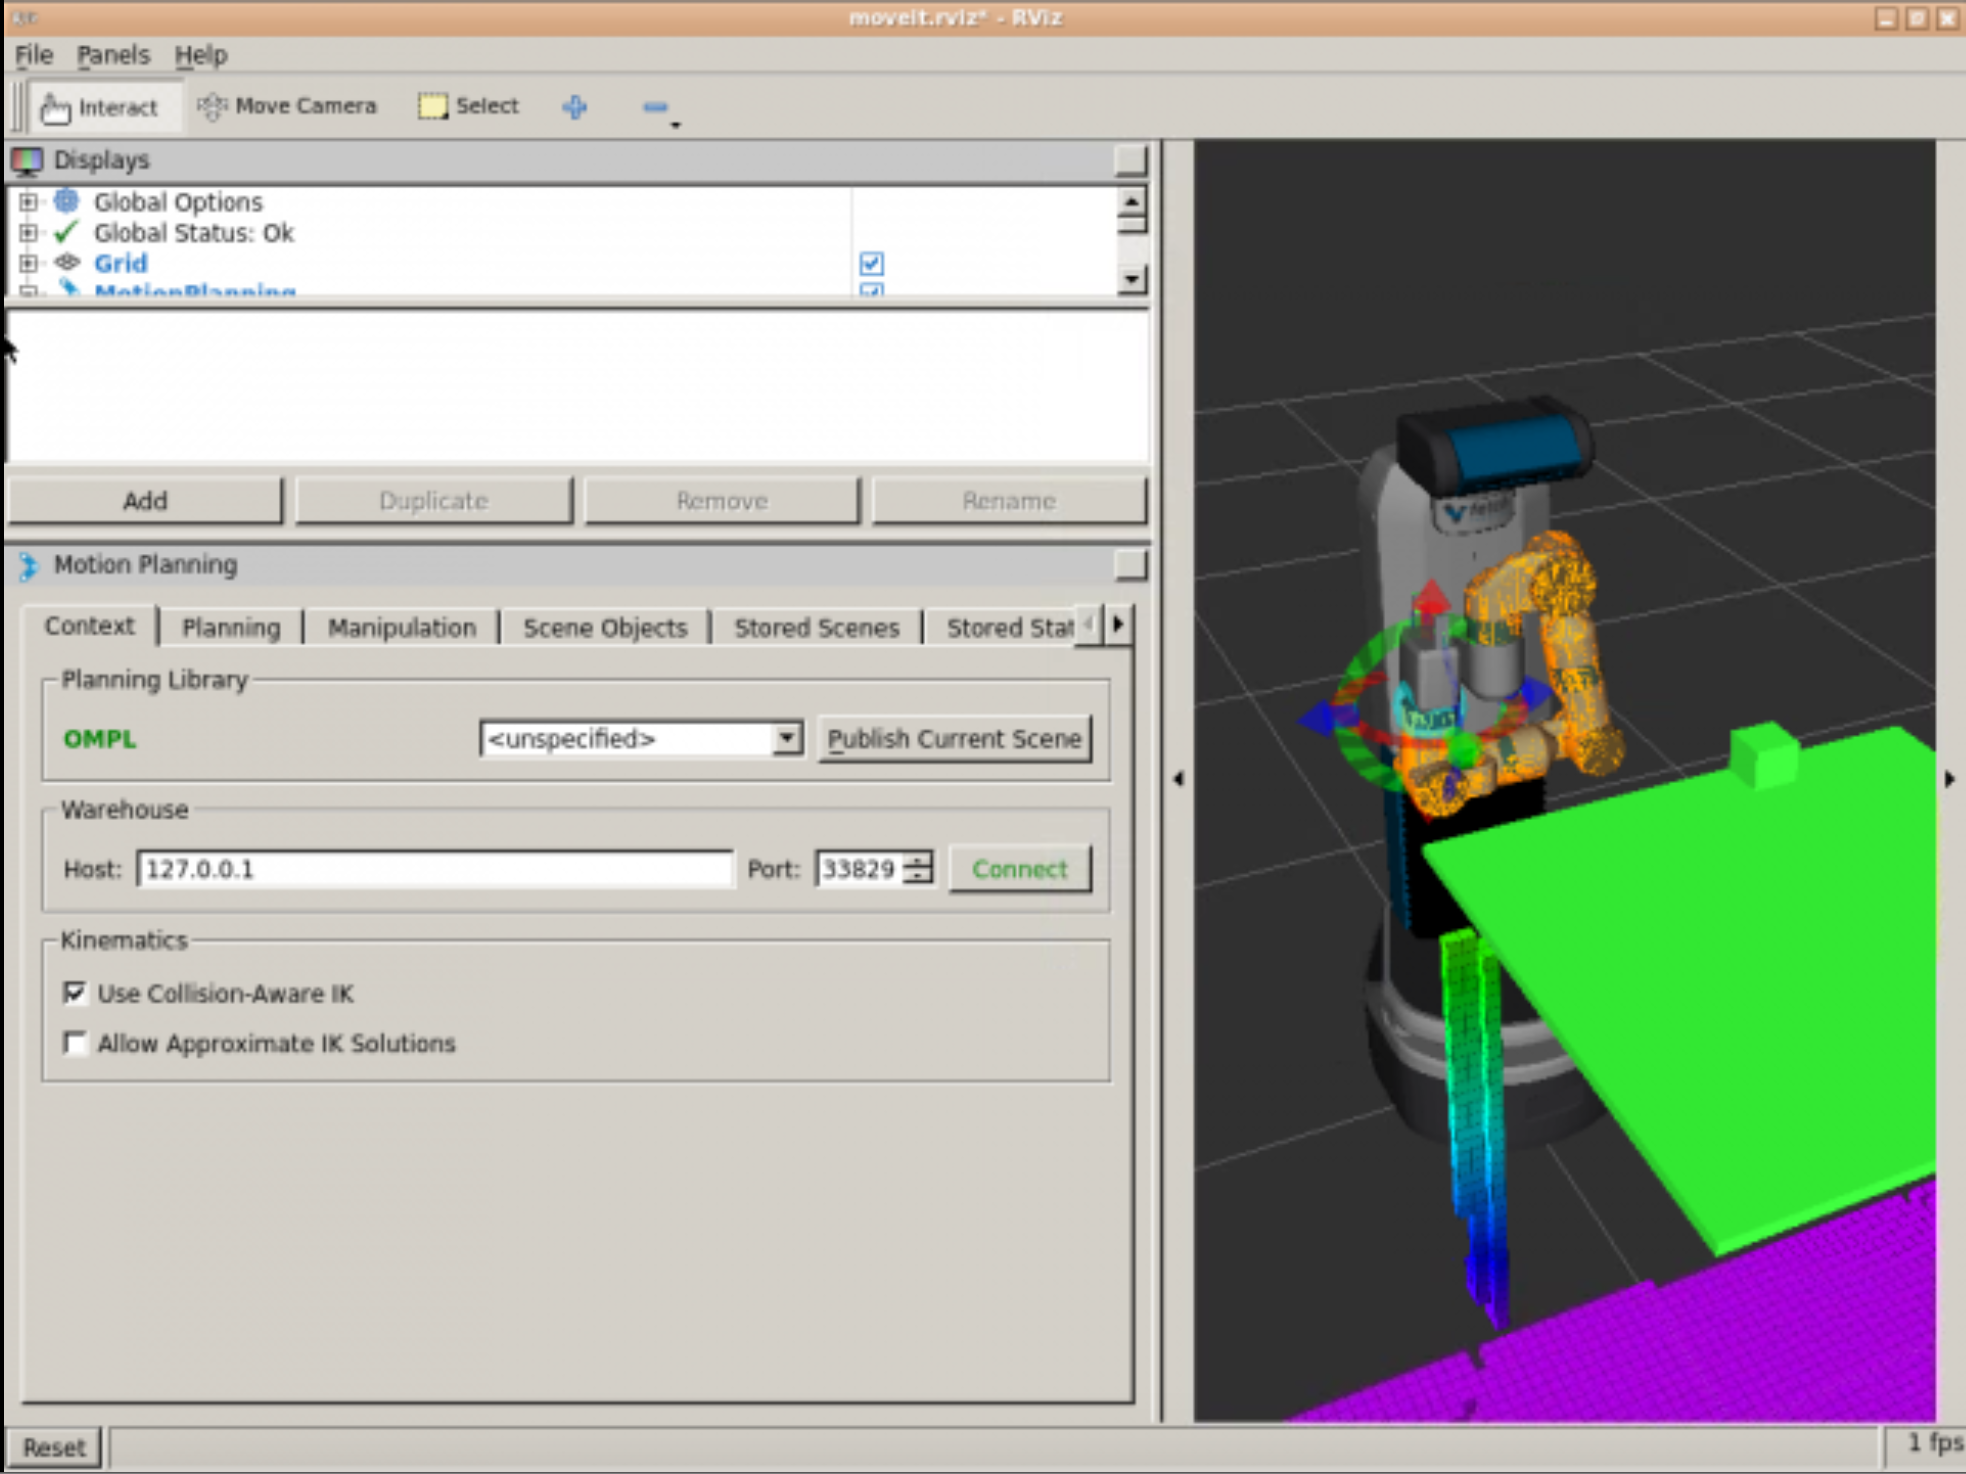 moveit.rviz* - RViz
File Panels Help
Interact Move Camera Select
Displays
Global Options
Global Status: Ok
Grid
MotionPlanning
Add Duplicate Remove Rename
Motion Planning
Context Planning Manipulation Scene Objects Stored Scenes Stored Stat
Planning Library
OMPL <unspecified> Publish Current Scene
Warehouse
Host: 127.0.0.1 Port: 33829 Connect
Kinematics
Use Collision-Aware IK
Allow Approximate IK Solutions
fetch
Reset 1 fps